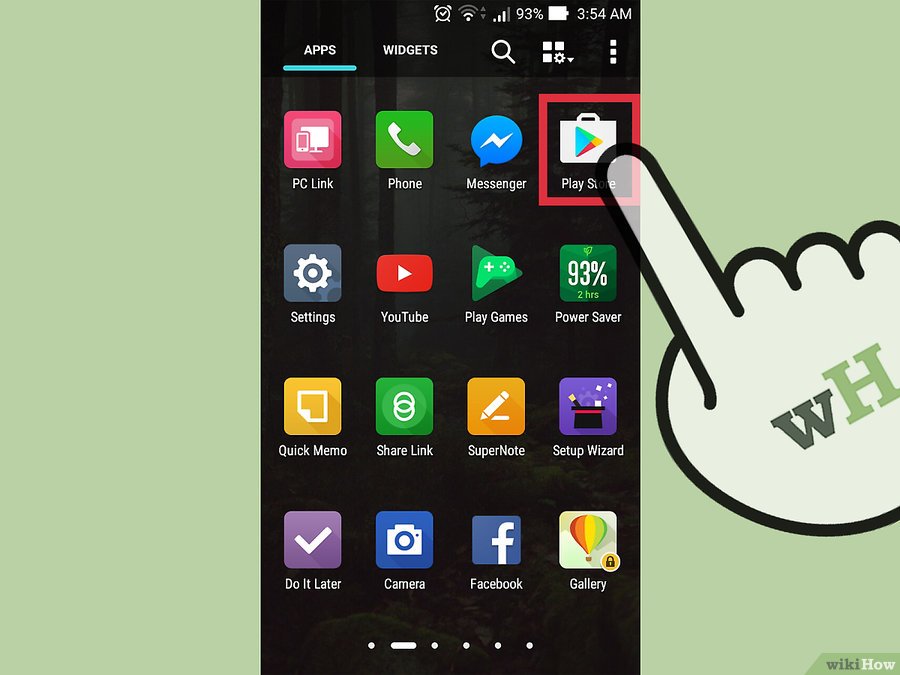 93% 3:54 AM
APPS WIDGETS
PC Link Phone Messenger Play Store
93%
2 hrs
Settings YouTube Play Games Power Saver
Quick Memo Share Link SuperNote Setup Wizard
f
Do It Later Camera Facebook Gallery
wH
wikiHow